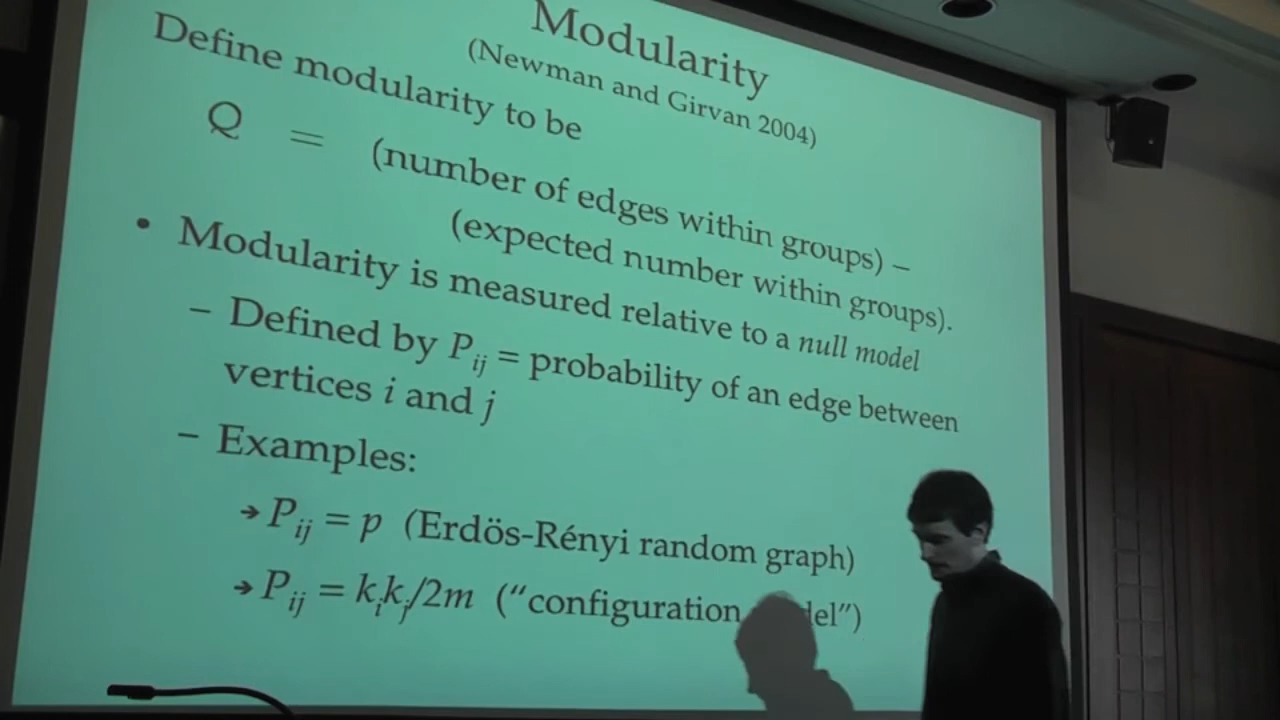 Modularity
(Newman and Girvan 2004)
Define modularity to be
Q = (number of edges within groups) –
(expected number within groups).
• Modularity is measured relative to a null model
– Defined by Pij = probability of an edge between
vertices i and j
– Examples:
➔ Pij = p (Erdös-Rényi random graph)
➔ Pij = kikj/2m ("configuration